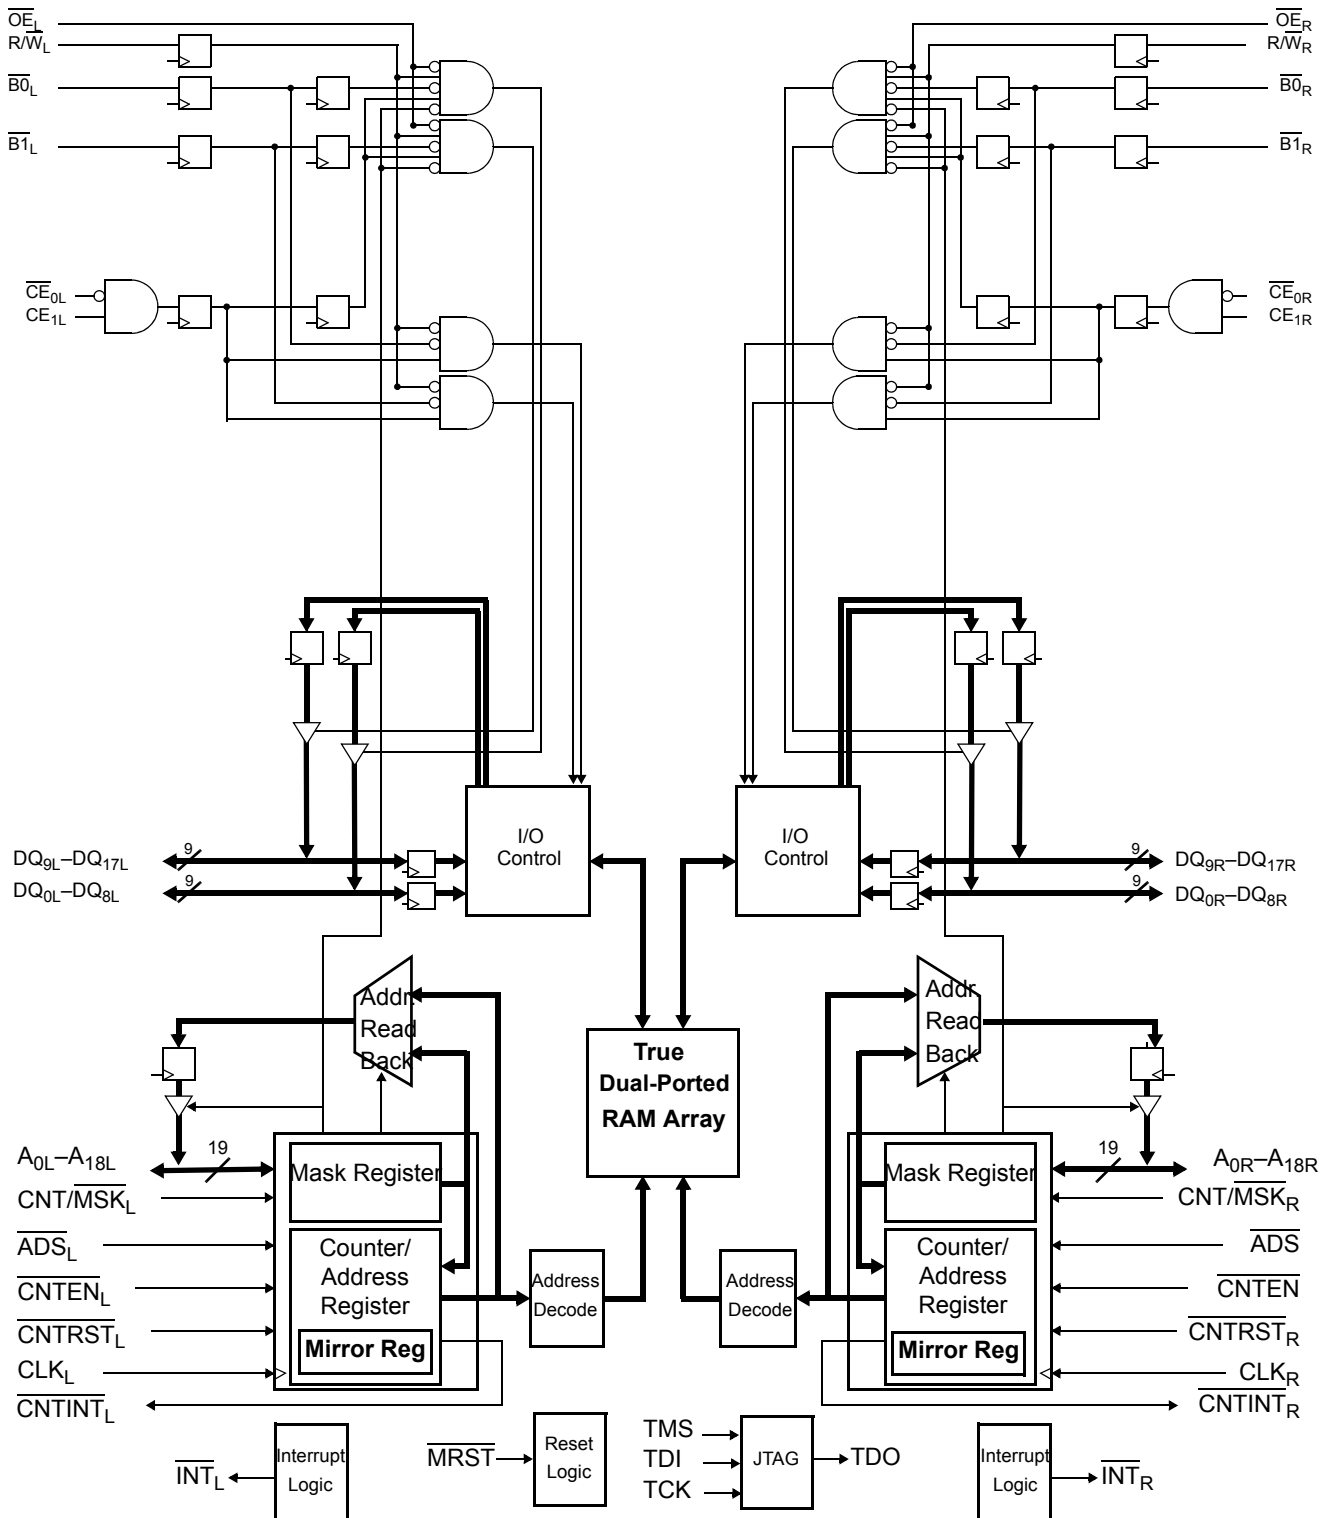 OE_L OE_R
R/W_L R/W_R
B0_L B0_R
B1_L B1_R
CE_0L CE_0R
CE_1L CE_1R
I/O Control I/O Control
DQ_9L–DQ_17L 9 9 DQ_9R–DQ_17R
DQ_0L–DQ_8L 9 9 DQ_0R–DQ_8R
Addr. Read Back
Addr. Read Back
True
Dual-Ported
RAM Array
A_0L–A_18L 19 19 A_0R–A_18R
Mask Register Mask Register
CNT/MSK_L CNT/MSK_R
ADS_L ADS
Counter/
Address
Register
Counter/
Address
Register
Address
Decode
Address
Decode
CNTEN_L CNTEN
CNTRST_L CNTRST_R
Mirror Reg Mirror Reg
CLK_L CLK_R
CNTINT_L CNTINT_R
Interrupt
Logic
INT_L
MRST
Reset
Logic
TMS
TDI
TCK
JTAG
TDO
Interrupt
Logic
INT_R